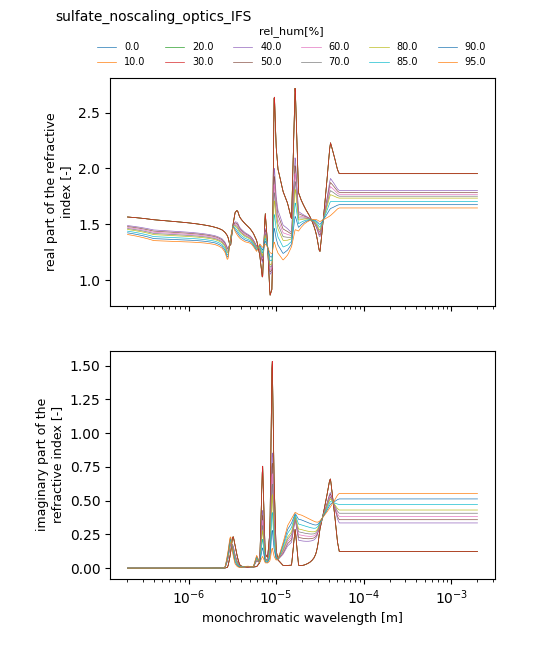 sulfate_noscaling_optics_IFS
rel_hum[%]
0.0 20.0 40.0 60.0 80.0 90.0
10.0 30.0 50.0 70.0 85.0 95.0
2.5
2.0
1.5
1.0
real part of the refractive
index [-]
1.50
1.25
1.00
0.75
0.50
0.25
0.00
imaginary part of the
refractive index [-]
10⁻⁶ 10⁻⁵ 10⁻⁴ 10⁻³
monochromatic wavelength [m]